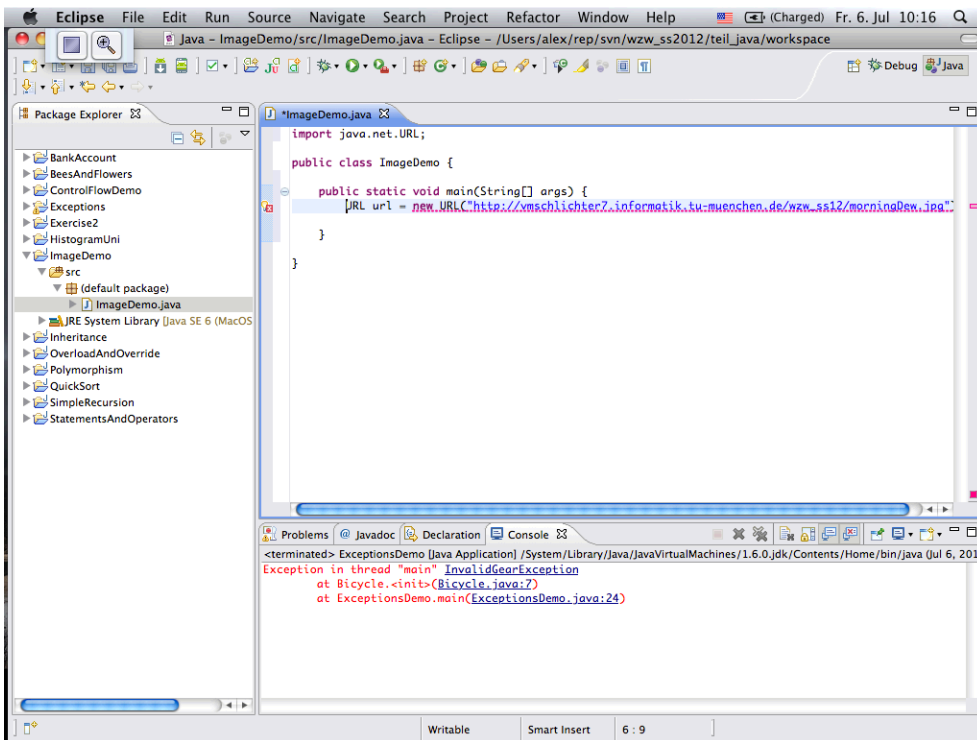 Eclipse File Edit Run Source Navigate Search Project Refactor Window Help (Charged) Fr. 6. Jul 10:16
Java – ImageDemo/src/ImageDemo.java – Eclipse – /Users/alex/rep/svn/wzw_ss2012/teil_java/workspace
Debug Java
Package Explorer
BankAccount
BeesAndFlowers
ControlFlowDemo
Exceptions
Exercise2
HistogramUni
ImageDemo
src
(default package)
ImageDemo.java
JRE System Library [Java SE 6 (MacOS
Inheritance
OverloadAndOverride
Polymorphism
QuickSort
SimpleRecursion
StatementsAndOperators
*ImageDemo.java
import java.net.URL;
public class ImageDemo {
public static void main(String[] args) {
URL url = new URL("http://vmschlichter7.informatik.tu-muenchen.de/wzw_ss12/morningDew.jpg")
}
}
Problems @ Javadoc Declaration Console
<terminated> ExceptionsDemo [Java Application] /System/Library/Java/JavaVirtualMachines/1.6.0.jdk/Contents/Home/bin/java (Jul 6, 201
Exception in thread "main" InvalidGearException
at Bicycle.<init>(Bicycle.java:7)
at ExceptionsDemo.main(ExceptionsDemo.java:24)
Writable Smart Insert 6 : 9